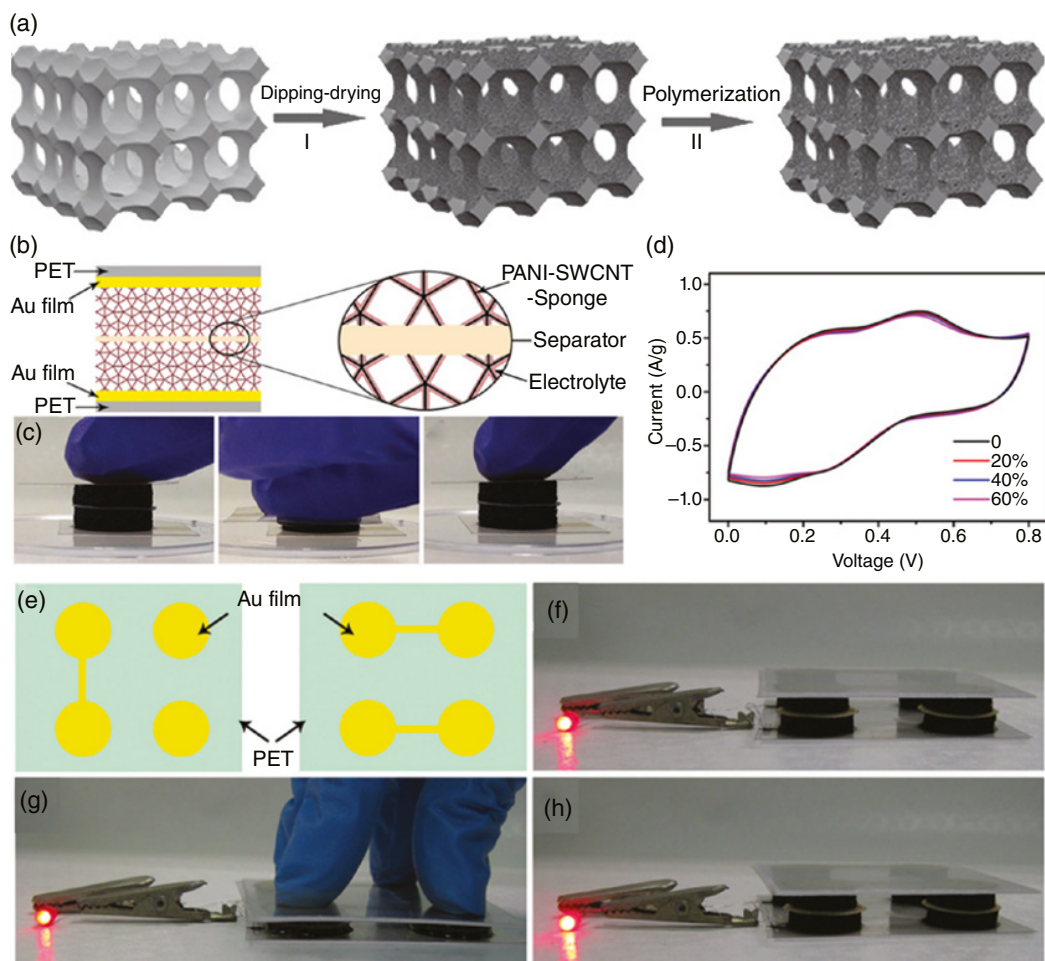 (a)
Dipping-drying
I
Polymerization
II
(b)
PET
Au film
Au film
PET
PANI-SWCNT
-Sponge
Separator
Electrolyte
(c)
(d)
Current (A/g)
1.0
0.5
0.0
–0.5
–1.0
0
20%
40%
60%
0.0 0.2 0.4 0.6 0.8
Voltage (V)
(e)
Au film
PET
(f)
(g)
(h)